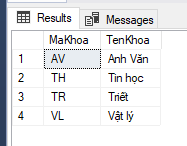 Results Messages
MaKhoa TenKhoa
1 AV Anh Văn
2 TH Tin học
3 TR Triết
4 VL Vật lý